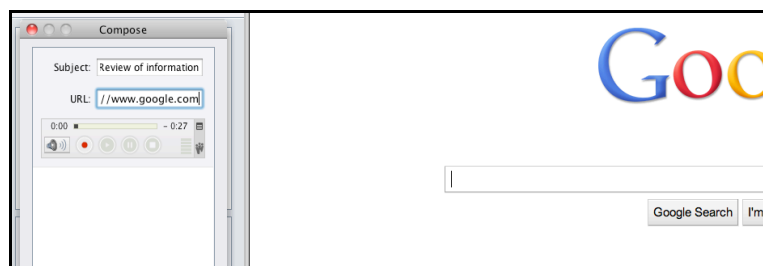 Compose
Subject: Review of information
URL: //www.google.com
0:00 - 0:27
Goo
Google Search I'm